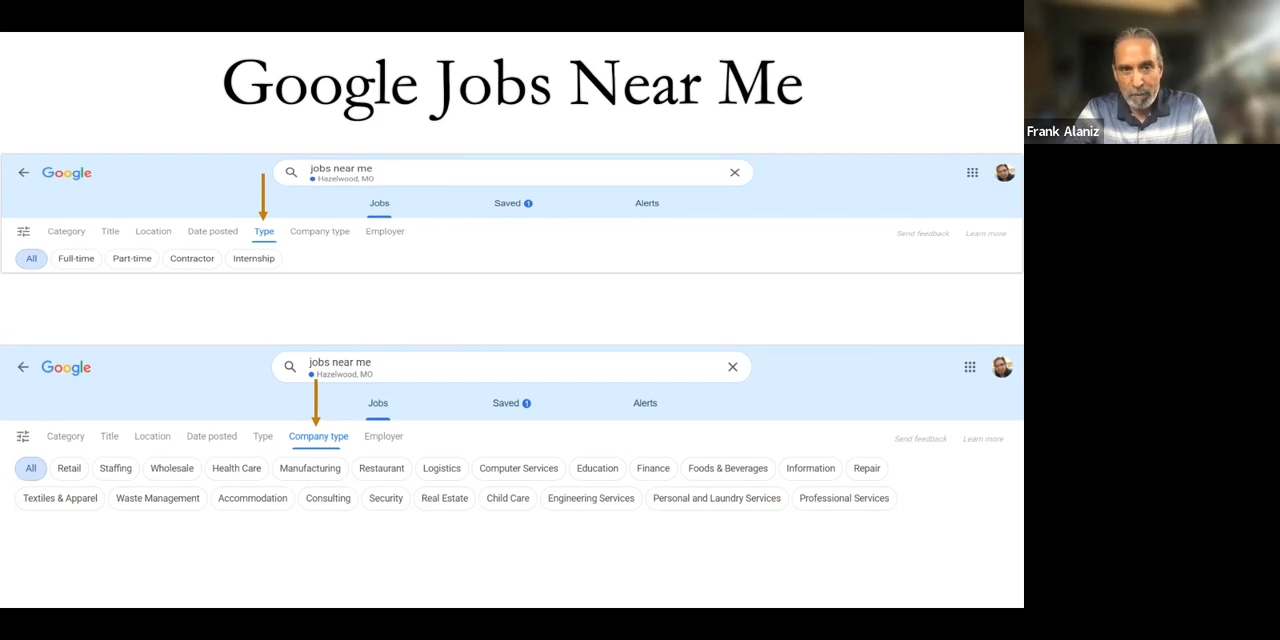 Google Jobs Near Me
Frank Alaniz
Google
jobs near me
Hazelwood, MO
Jobs Saved 1 Alerts
Category Title Location Date posted Type Company type Employer Send feedback Learn more
All Full-time Part-time Contractor Internship
Google
jobs near me
Hazelwood, MO
Jobs Saved 1 Alerts
Category Title Location Date posted Type Company type Employer Send feedback Learn more
All Retail Staffing Wholesale Health Care Manufacturing Restaurant Logistics Computer Services Education Finance Foods & Beverages Information Repair
Textiles & Apparel Waste Management Accommodation Consulting Security Real Estate Child Care Engineering Services Personal and Laundry Services Professional Services